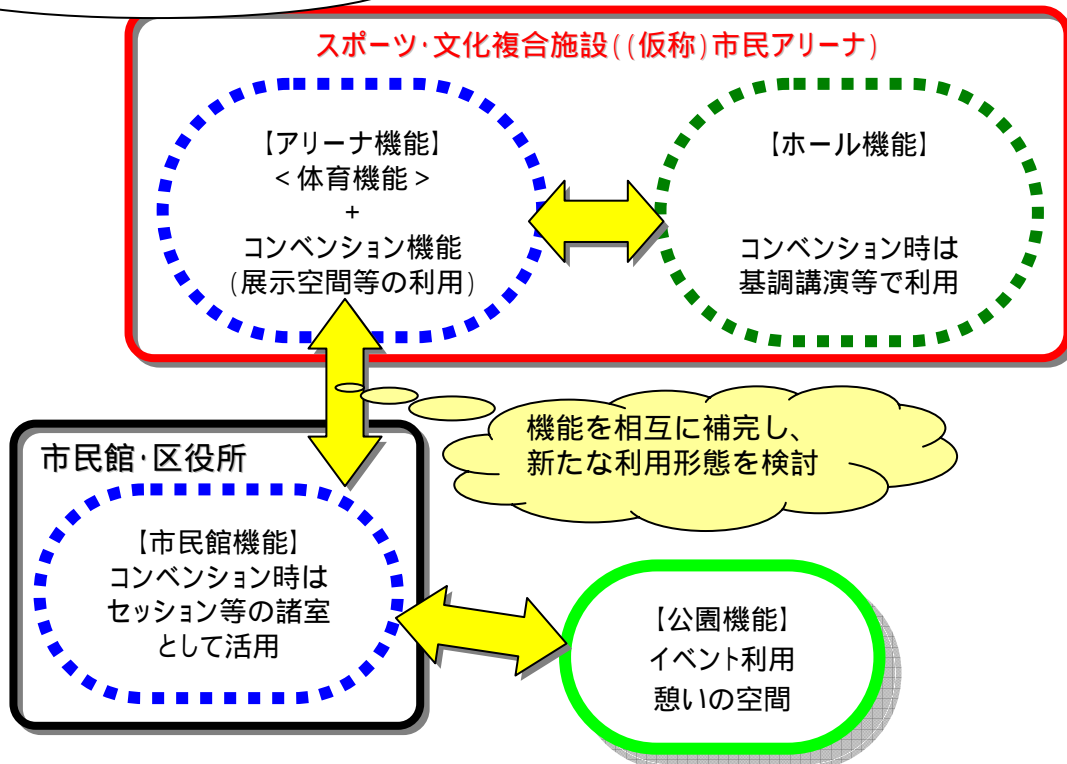 スポーツ・文化複合施設((仮称)市民アリーナ)
【アリーナ機能】
<体育機能>
+
コンベンション機能
(展示空間等の利用)
【ホール機能】
コンベンション時は
基調講演等で利用
機能を相互に補完し、
新たな利用形態を検討
市民館・区役所
【市民館機能】
コンベンション時は
セッション等の諸室
として活用
【公園機能】
イベント利用
憩いの空間